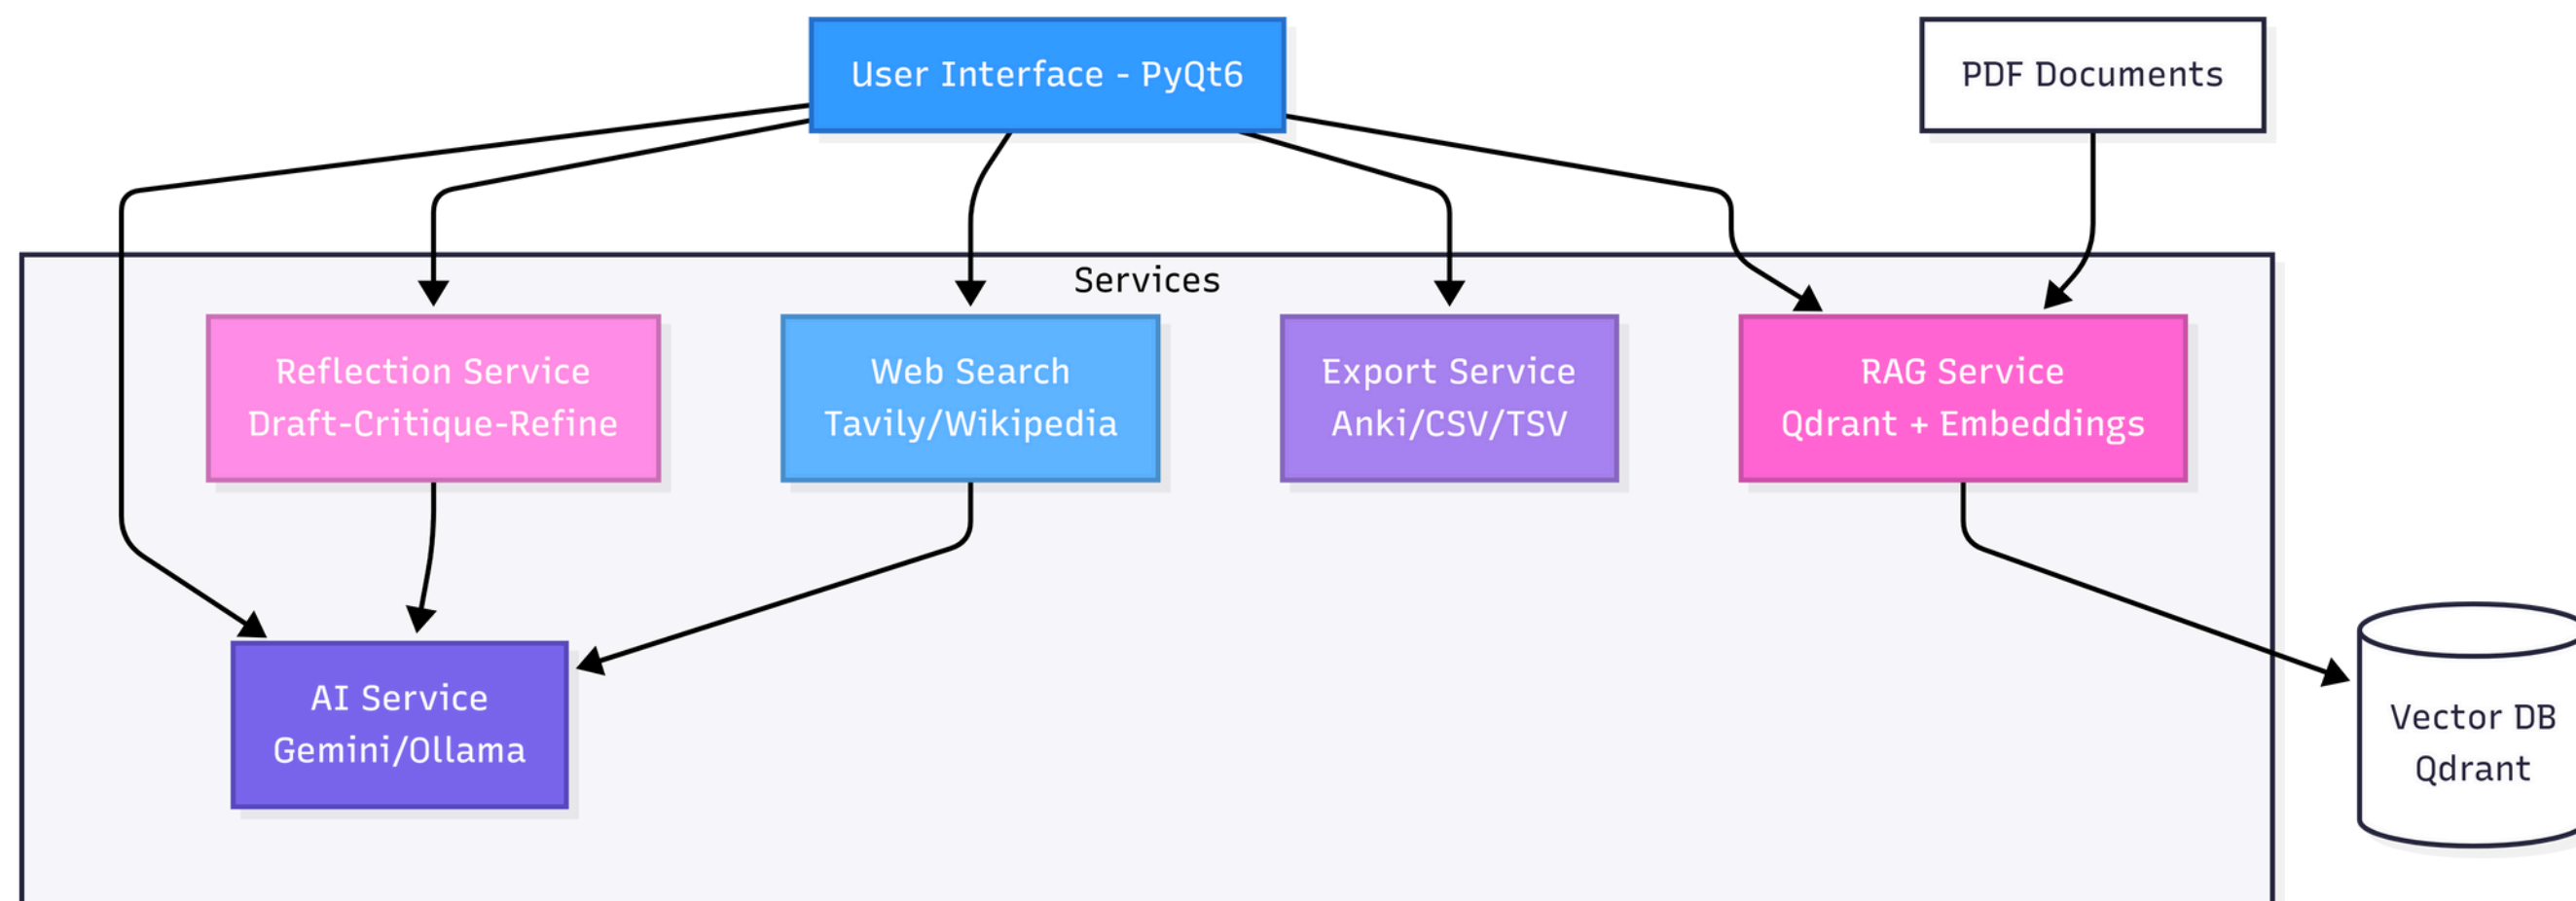 User Interface - PyQt6
PDF Documents
Services
Reflection Service
Draft-Critique-Refine
Web Search
Tavily/Wikipedia
Export Service
Anki/CSV/TSV
RAG Service
Qdrant + Embeddings
AI Service
Gemini/Ollama
Vector DB
Qdrant